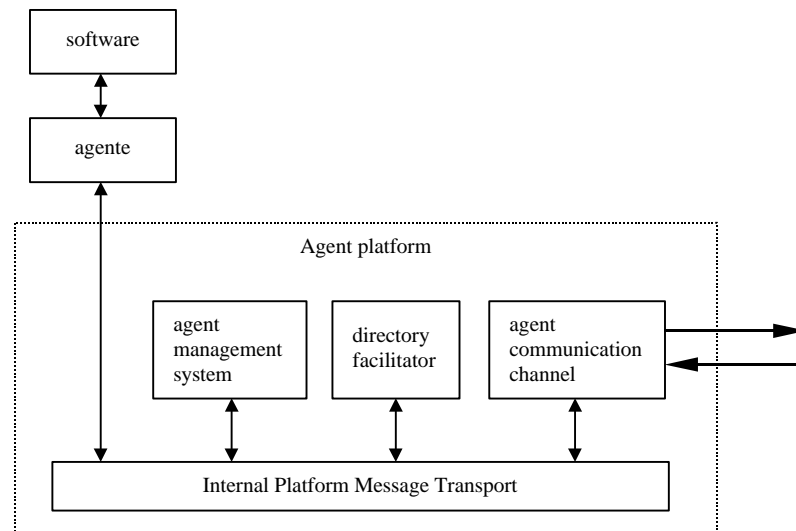 software
agente
Agent platform
agent
management
system
directory
facilitator
agent
communication
channel
Internal Platform Message Transport